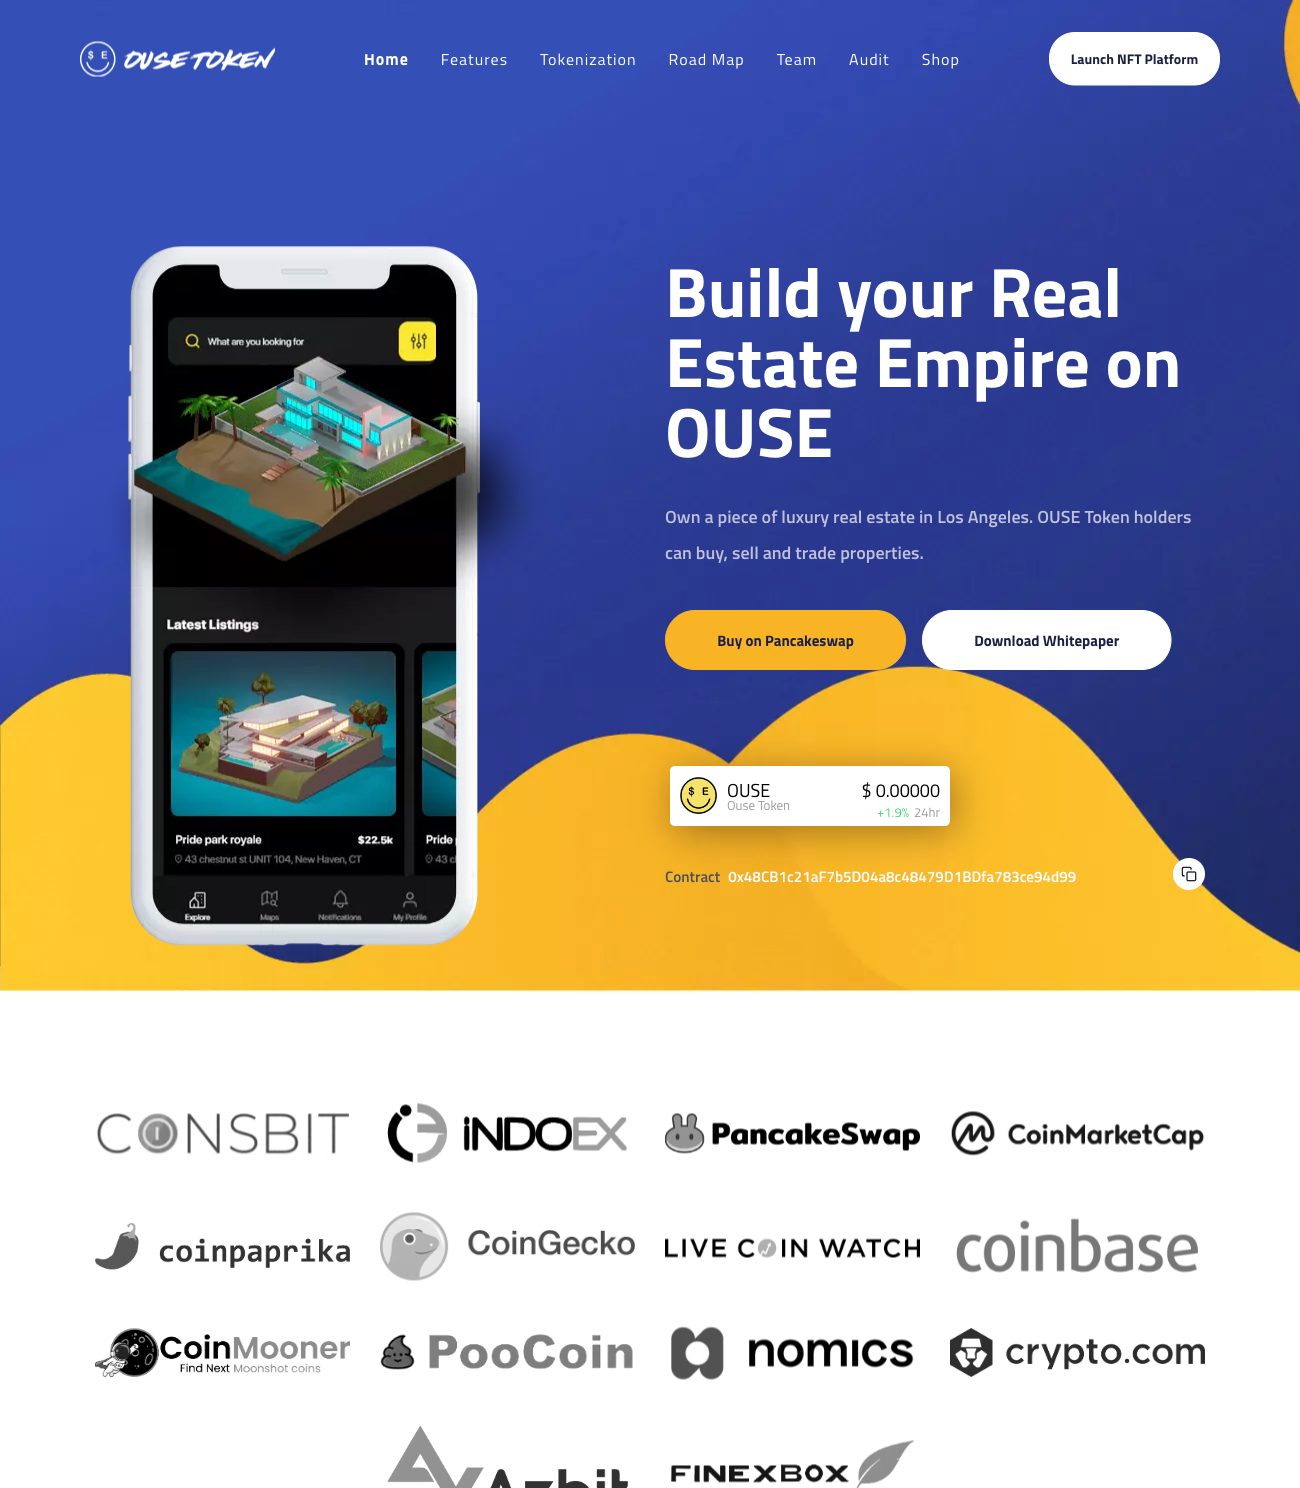 $ E OUSE TOKEN
Home Features Tokenization Road Map Team Audit Shop
Launch NFT Platform
What are you looking for
Latest Listings
Pride park royale $22.5k Pride p
43 chestnut st UNIT 104, New Haven, CT 43 cl
Explore Maps Notifications My Profile
Build your Real
Estate Empire on
OUSE
Own a piece of luxury real estate in Los Angeles. OUSE Token holders
can buy, sell and trade properties.
Buy on Pancakeswap Download Whitepaper
$ E OUSE $ 0.00000
Ouse Token +1.9% 24hr
Contract 0x48CB1c21aF7b5D04a8c48479D1BDfa783ce94d99
CONSBIT iNDOEX PancakeSwap CoinMarketCap
coinpaprika CoinGecko LIVE COIN WATCH coinbase
CoinMooner PooCoin nomics crypto.com
Find Next Moonshot coins
Azbit FINEXBOX